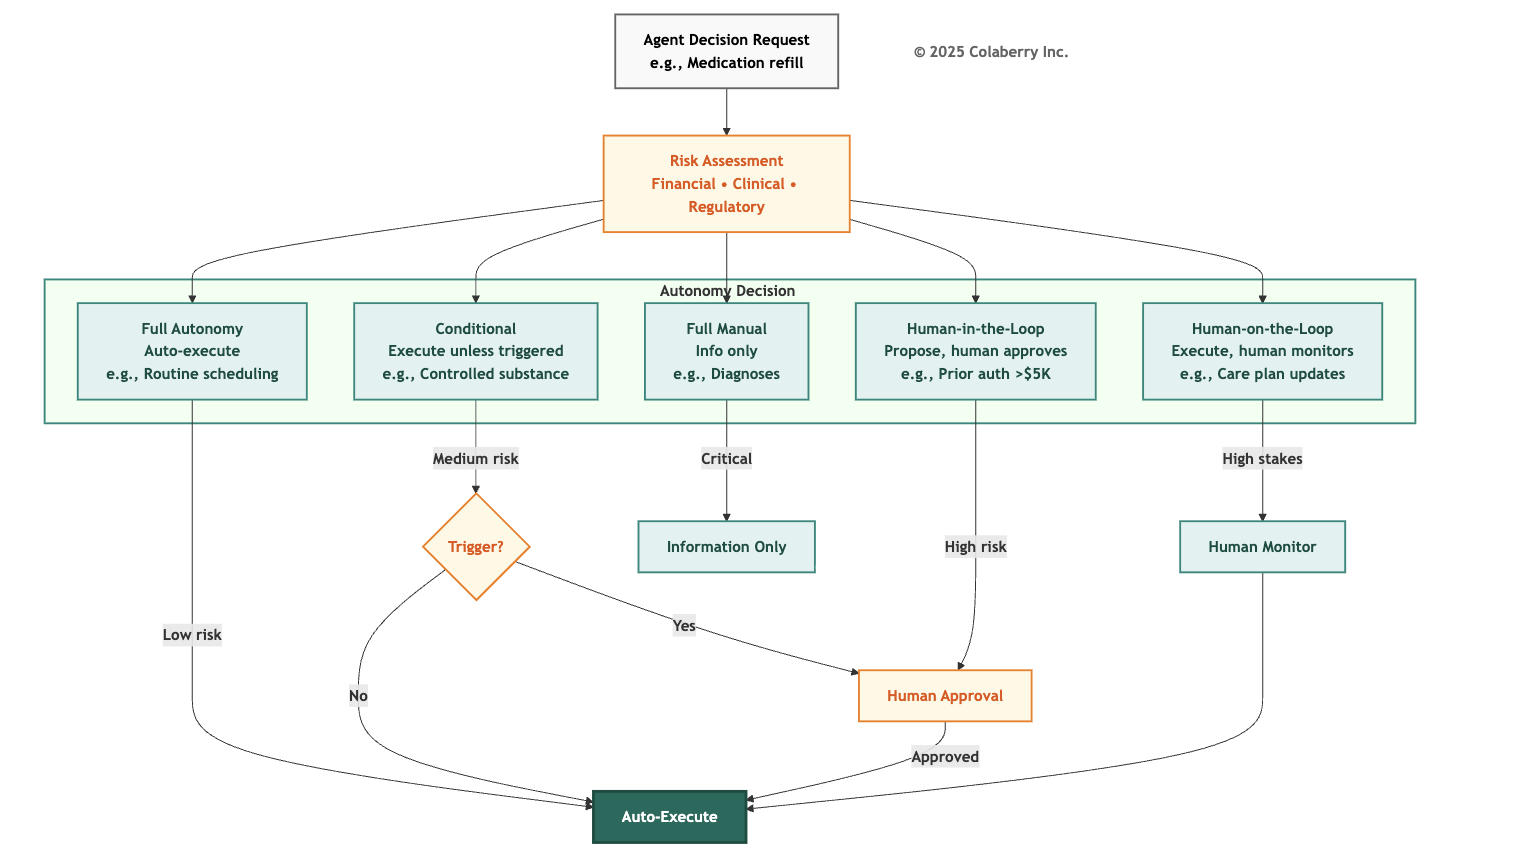 Agent Decision Request
e.g., Medication refill
© 2025 Colaberry Inc.
Risk Assessment
Financial • Clinical •
Regulatory
Autonomy Decision
Full Autonomy
Auto-execute
e.g., Routine scheduling
Conditional
Execute unless triggered
e.g., Controlled substance
Full Manual
Info only
e.g., Diagnoses
Human-in-the-Loop
Propose, human approves
e.g., Prior auth >$5K
Human-on-the-Loop
Execute, human monitors
e.g., Care plan updates
Medium risk
Critical
High stakes
Trigger?
Information Only
High risk
Human Monitor
Low risk
Yes
No
Human Approval
Approved
Auto-Execute